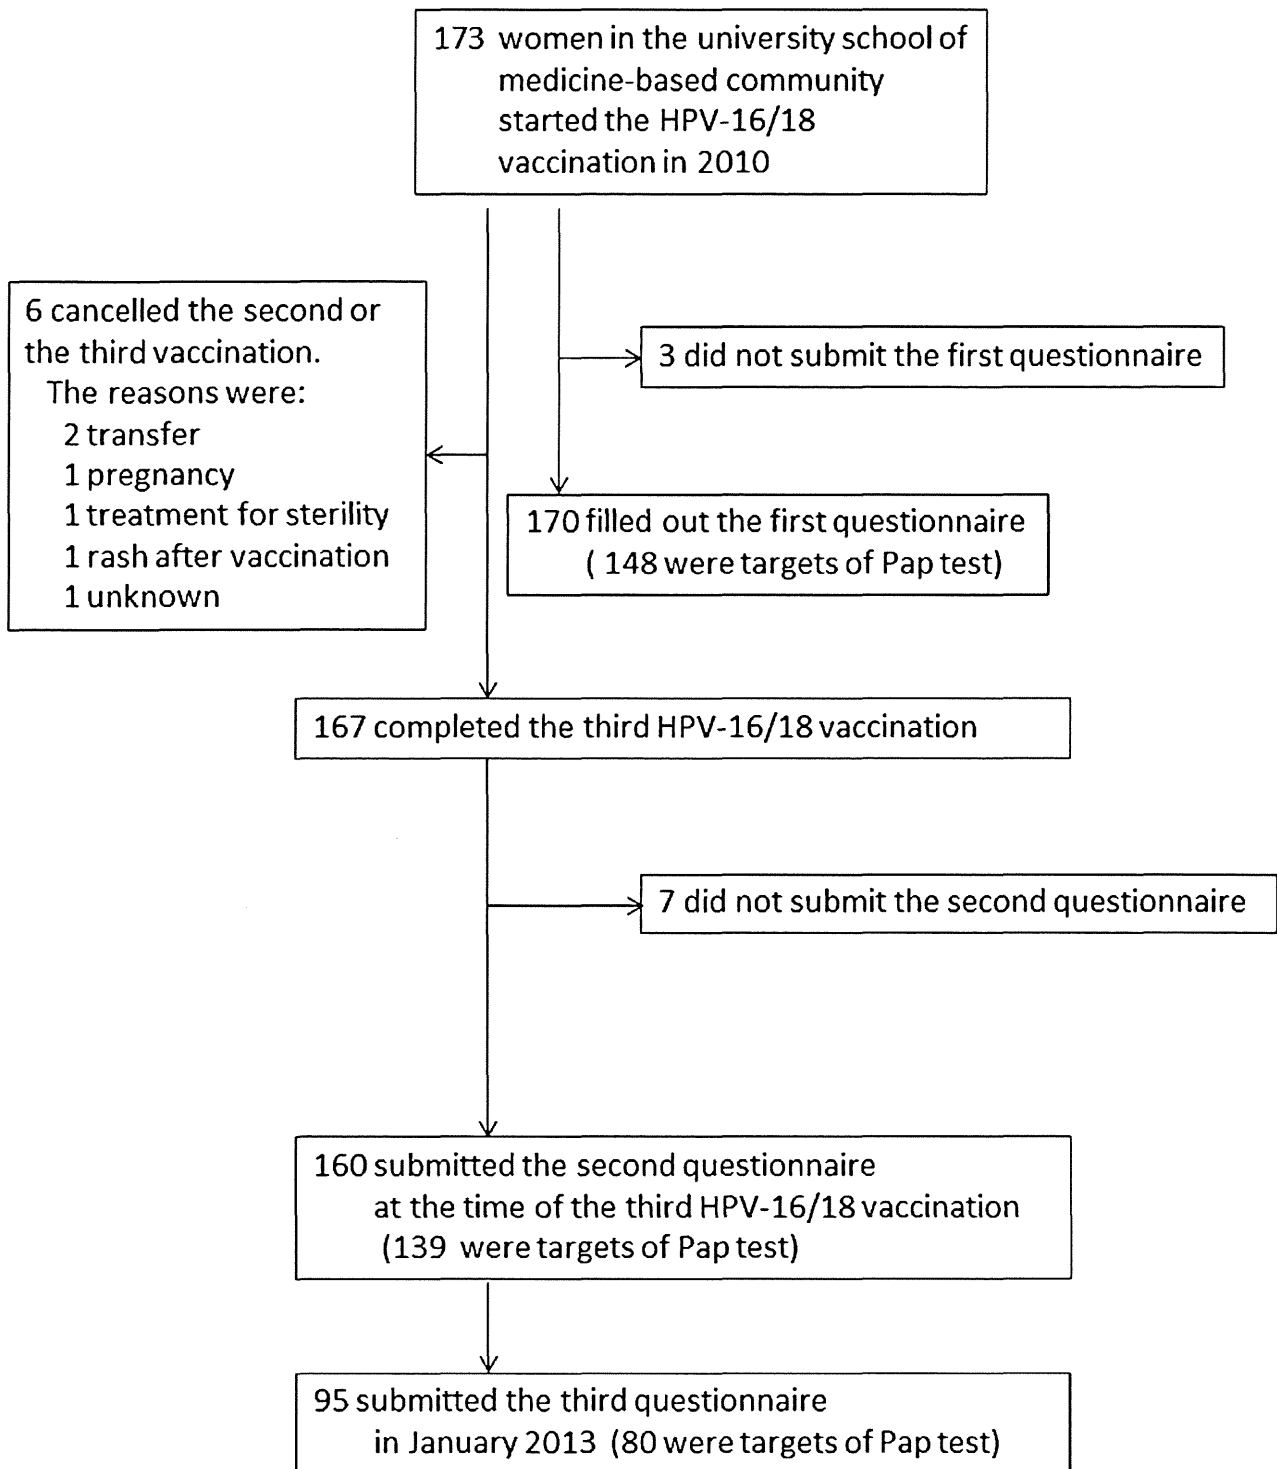 173 women in the university school of
medicine-based community
started the HPV-16/18
vaccination in 2010
6 cancelled the second or
the third vaccination.
The reasons were:
2 transfer
1 pregnancy
1 treatment for sterility
1 rash after vaccination
1 unknown
3 did not submit the first questionnaire
170 filled out the first questionnaire
( 148 were targets of Pap test)
167 completed the third HPV-16/18 vaccination
7 did not submit the second questionnaire
160 submitted the second questionnaire
at the time of the third HPV-16/18 vaccination
(139 were targets of Pap test)
95 submitted the third questionnaire
in January 2013 (80 were targets of Pap test)